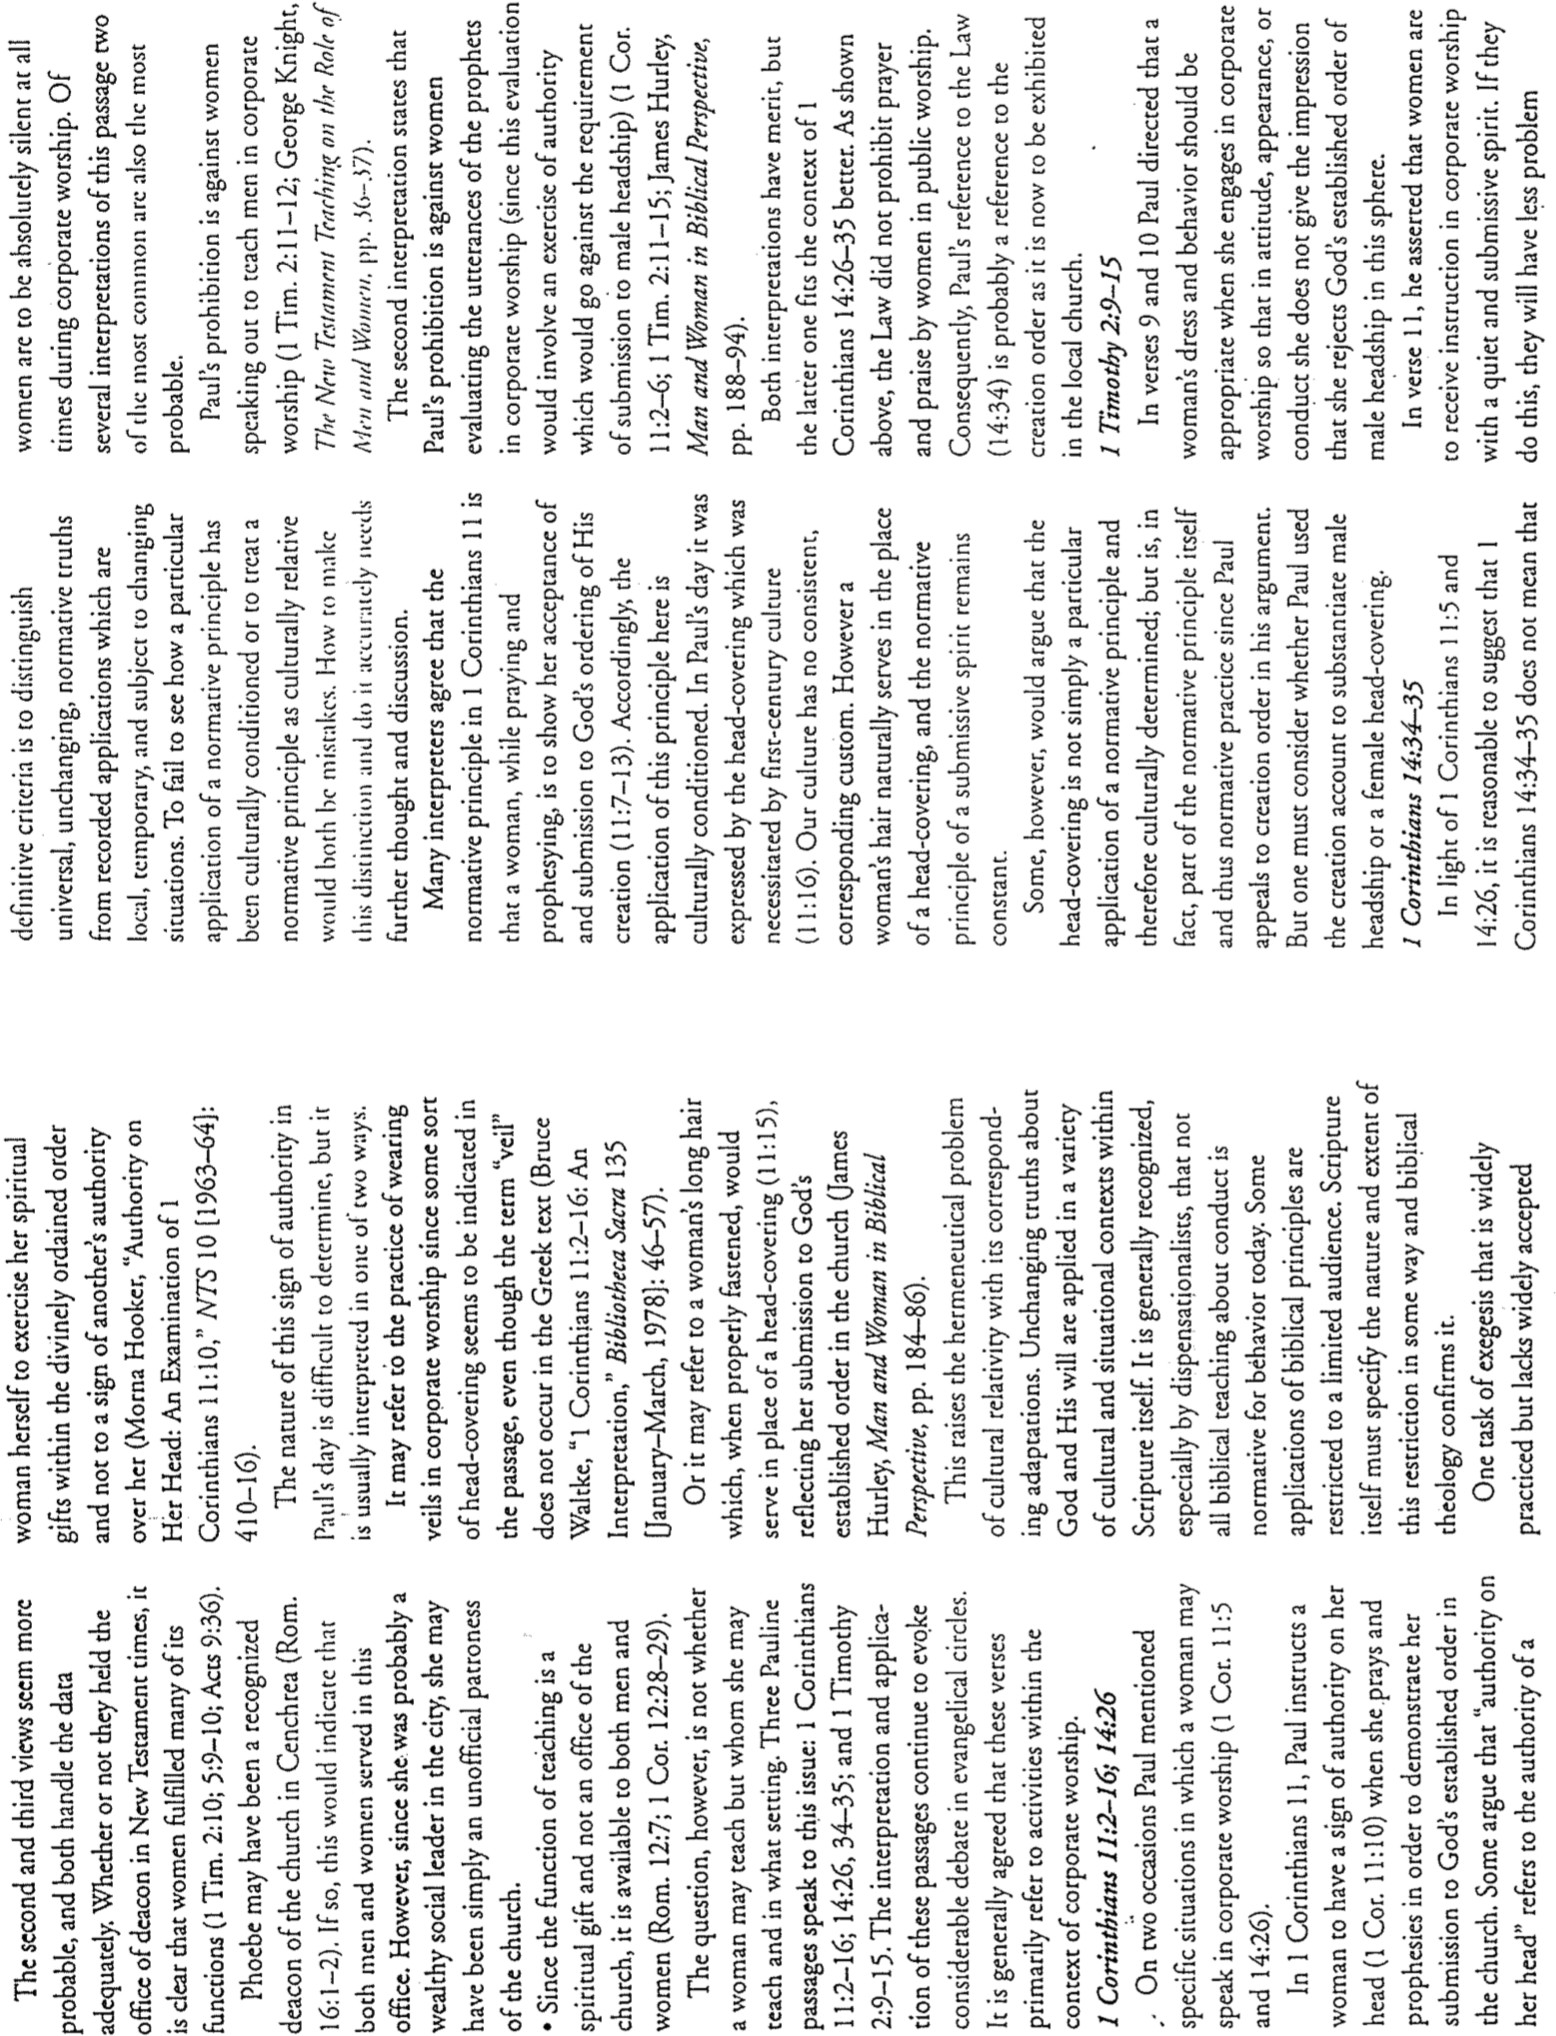 The second and third views seem more
probable, and both handle the data
adequately. Whether or not they held the
office of deacon in New Testament times, it
is clear that women fulfilled many of its
functions (1 Tim. 2:10; 5:9–10; Acts 9:36).
Phoebe may have been a recognized
deacon of the church in Cenchrea (Rom.
16:1–2). If so, this would indicate that
both men and women served in this
office. However, since she was probably a
wealthy social leader in the city, she may
have been simply an unofficial patroness
of the church.
• Since the function of teaching is a
spiritual gift and not an office of the
church, it is available to both men and
women (Rom. 12:7; 1 Cor. 12:28–29).
The question, however, is not whether
a woman may teach but whom she may
teach and in what setting. Three Pauline
passages speak to this issue: 1 Corinthians
11:2–16; 14:26, 34–35; and 1 Timothy
2:9–15. The interpretation and applica-
tion of these passages continue to evoke
considerable debate in evangelical circles.
It is generally agreed that these verses
primarily refer to activities within the
context of corporate worship.
1 Corinthians 11:2–16; 14:26
On two occasions Paul mentioned
specific situations in which a woman may
speak in corporate worship (1 Cor. 11:5
and 14:26).
In 1 Corinthians 11, Paul instructs a
woman to have a sign of authority on her
head (1 Cor. 11:10) when she prays and
prophesies in order to demonstrate her
submission to God's established order in
the church. Some argue that "authority on
her head" refers to the authority of a
woman herself to exercise her spiritual
gifts within the divinely ordained order
and not to a sign of another's authority
over her (Morna Hooker, "Authority on
Her Head: An Examination of 1
Corinthians 11:10," NTS 10 [1963–64]:
410–16).
The nature of this sign of authority in
Paul's day is difficult to determine, but it
is usually interpreted in one of two ways.
It may refer to the practice of wearing
veils in corporate worship since some sort
of head-covering seems to be indicated in
the passage, even though the term "veil"
does not occur in the Greek text (Bruce
Waltke, "1 Corinthians 11:2–16: An
Interpretation," Bibliotheca Sacra 135
[January–March, 1978]: 46–57).
Or it may refer to a woman's long hair
which, when properly fastened, would
serve in place of a head-covering (11:15),
reflecting her submission to God's
established order in the church (James
Hurley, Man and Woman in Biblical
Perspective, pp. 184–86).
This raises the hermeneutical problem
of cultural relativity with its correspond-
ing adaptations. Unchanging truths about
God and His will are applied in a variety
of cultural and situational contexts within
Scripture itself. It is generally recognized,
especially by dispensationalists, that not
all biblical teaching about conduct is
normative for behavior today. Some
applications of biblical principles are
restricted to a limited audience. Scripture
itself must specify the nature and extent of
this restriction in some way and biblical
theology confirms it.
One task of exegesis that is widely
practiced but lacks widely accepted
definitive criteria is to distinguish
universal, unchanging, normative truths
from recorded applications which are
local, temporary, and subject to changing
situations. To fail to see how a particular
application of a normative principle has
been culturally conditioned or to treat a
normative principle as culturally relative
would both be mistakes. How to make
this distinction and do it accurately needs
further thought and discussion.
Many interpreters agree that the
normative principle in 1 Corinthians 11 is
that a woman, while praying and
prophesying, is to show her acceptance of
and submission to God's ordering of His
creation (11:7–13). Accordingly, the
application of this principle here is
culturally conditioned. In Paul's day it was
expressed by the head-covering which was
necessitated by first-century culture
(11:16). Our culture has no consistent,
corresponding custom. However a
woman's hair naturally serves in the place
of a head-covering, and the normative
principle of a submissive spirit remains
constant.
Some, however, would argue that the
head-covering is not simply a particular
application of a normative principle and
therefore culturally determined; but is, in
fact, part of the normative principle itself
and thus normative practice since Paul
appeals to creation order in his argument.
But one must consider whether Paul used
the creation account to substantiate male
headship or a female head-covering.
1 Corinthians 14:34–35
In light of 1 Corinthians 11:5 and
14:26, it is reasonable to suggest that 1
Corinthians 14:34–35 does not mean that
women are to be absolutely silent at all
times during corporate worship. Of
several interpretations of this passage two
of the most common are also the most
probable.
Paul's prohibition is against women
speaking out to teach men in corporate
worship (1 Tim. 2:11–12; George Knight,
The New Testament Teaching on the Role of
Men and Women, pp. 36–37).
The second interpretation states that
Paul's prohibition is against women
evaluating the utterances of the prophets
in corporate worship (since this evaluation
would involve an exercise of authority
which would go against the requirement
of submission to male headship) (1 Cor.
11:2–6; 1 Tim. 2:11–15; James Hurley,
Man and Woman in Biblical Perspective,
pp. 188–94).
Both interpretations have merit, but
the latter one fits the context of 1
Corinthians 14:26–35 better. As shown
above, the Law did not prohibit prayer
and praise by women in public worship.
Consequently, Paul's reference to the Law
(14:34) is probably a reference to the
creation order as it is now to be exhibited
in the local church.
1 Timothy 2:9–15
In verses 9 and 10 Paul directed that a
woman's dress and behavior should be
appropriate when she engages in corporate
worship so that in attitude, appearance, or
conduct she does not give the impression
that she rejects God's established order of
male headship in this sphere.
In verse 11, he asserted that women are
to receive instruction in corporate worship
with a quiet and submissive spirit. If they
do this, they will have less problem